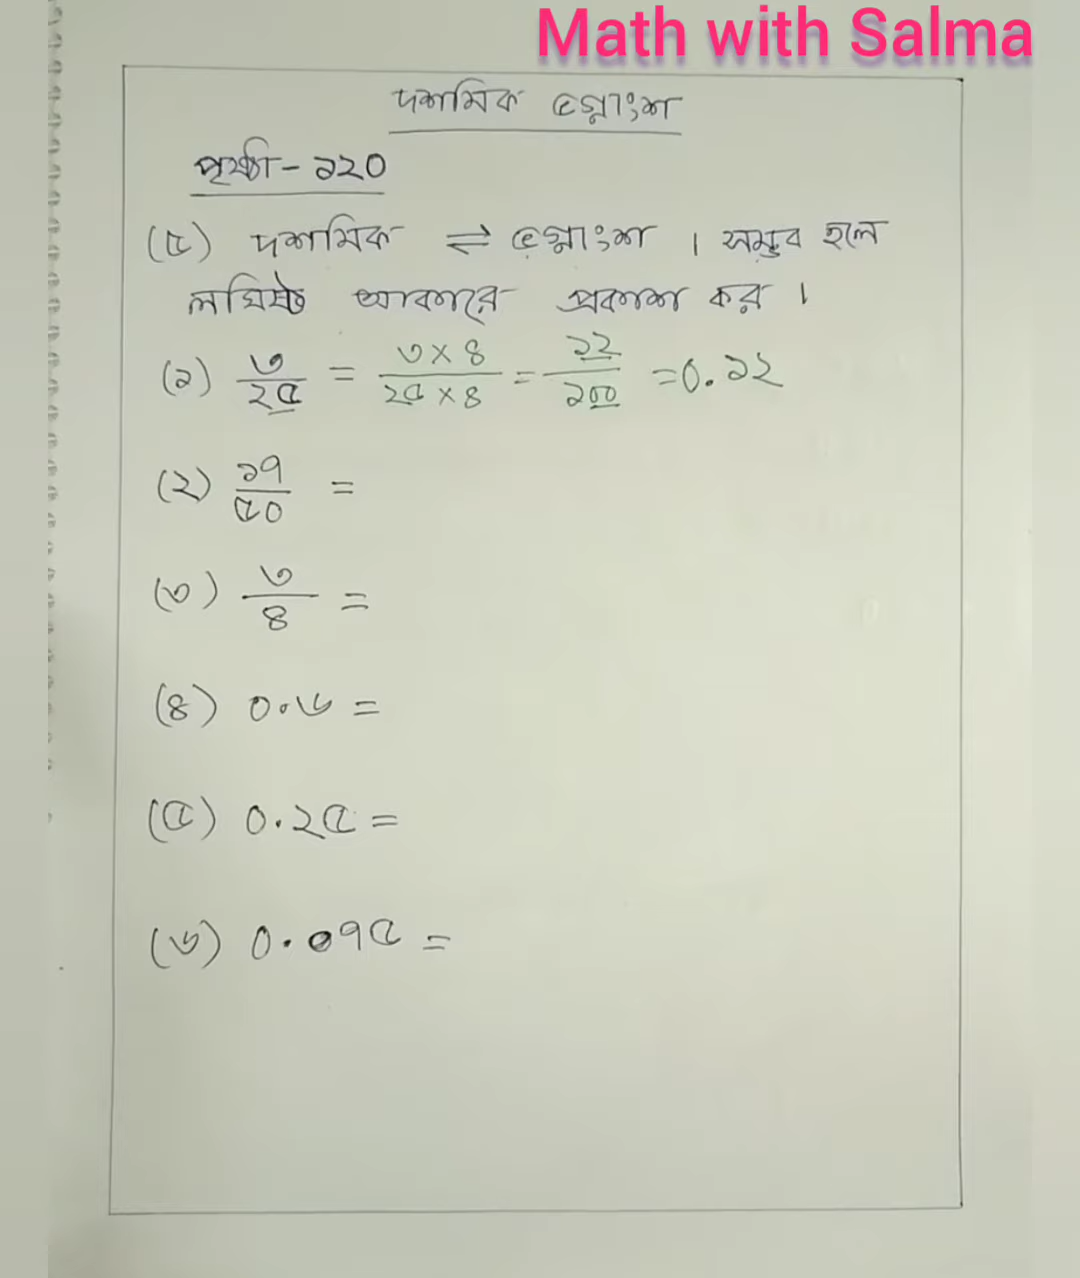 Math with Salma
দশমিক ভগ্নাংশ
পৃষ্ঠা - ১২০
(৫) দশমিক ⇌ ভগ্নাংশ । সম্ভব হলে
লঘিষ্ঠ আকারে প্রকাশ কর ।
(১) ৩/২৫ = ৩×৪/২৫×৪ = ১২/১০০ = ০.১২
(২) ১৭/৫০ =
(৩) ৩/৪ =
(৪) ০.৬ =
(৫) ০.২৫ =
(৬) ০.০৭৫ =